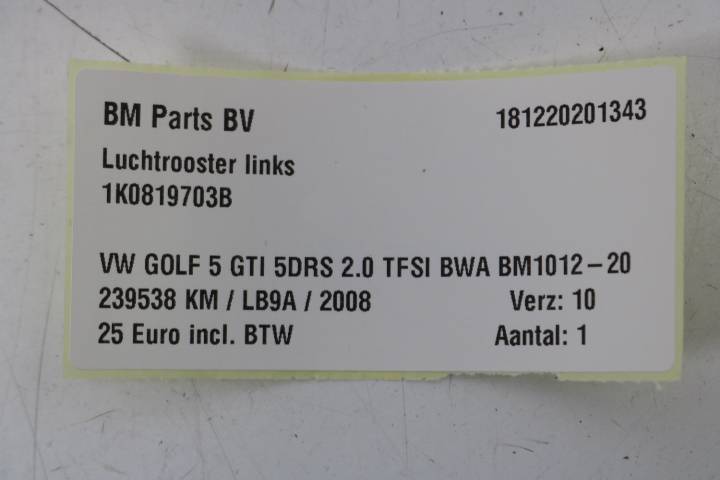 BM Parts BV 181220201343
Luchtrooster links
1K0819703B
VW GOLF 5 GTI 5DRS 2.0 TFSI BWA BM1012-20
239538 KM / LB9A / 2008 Verz: 10
25 Euro incl. BTW Aantal: 1